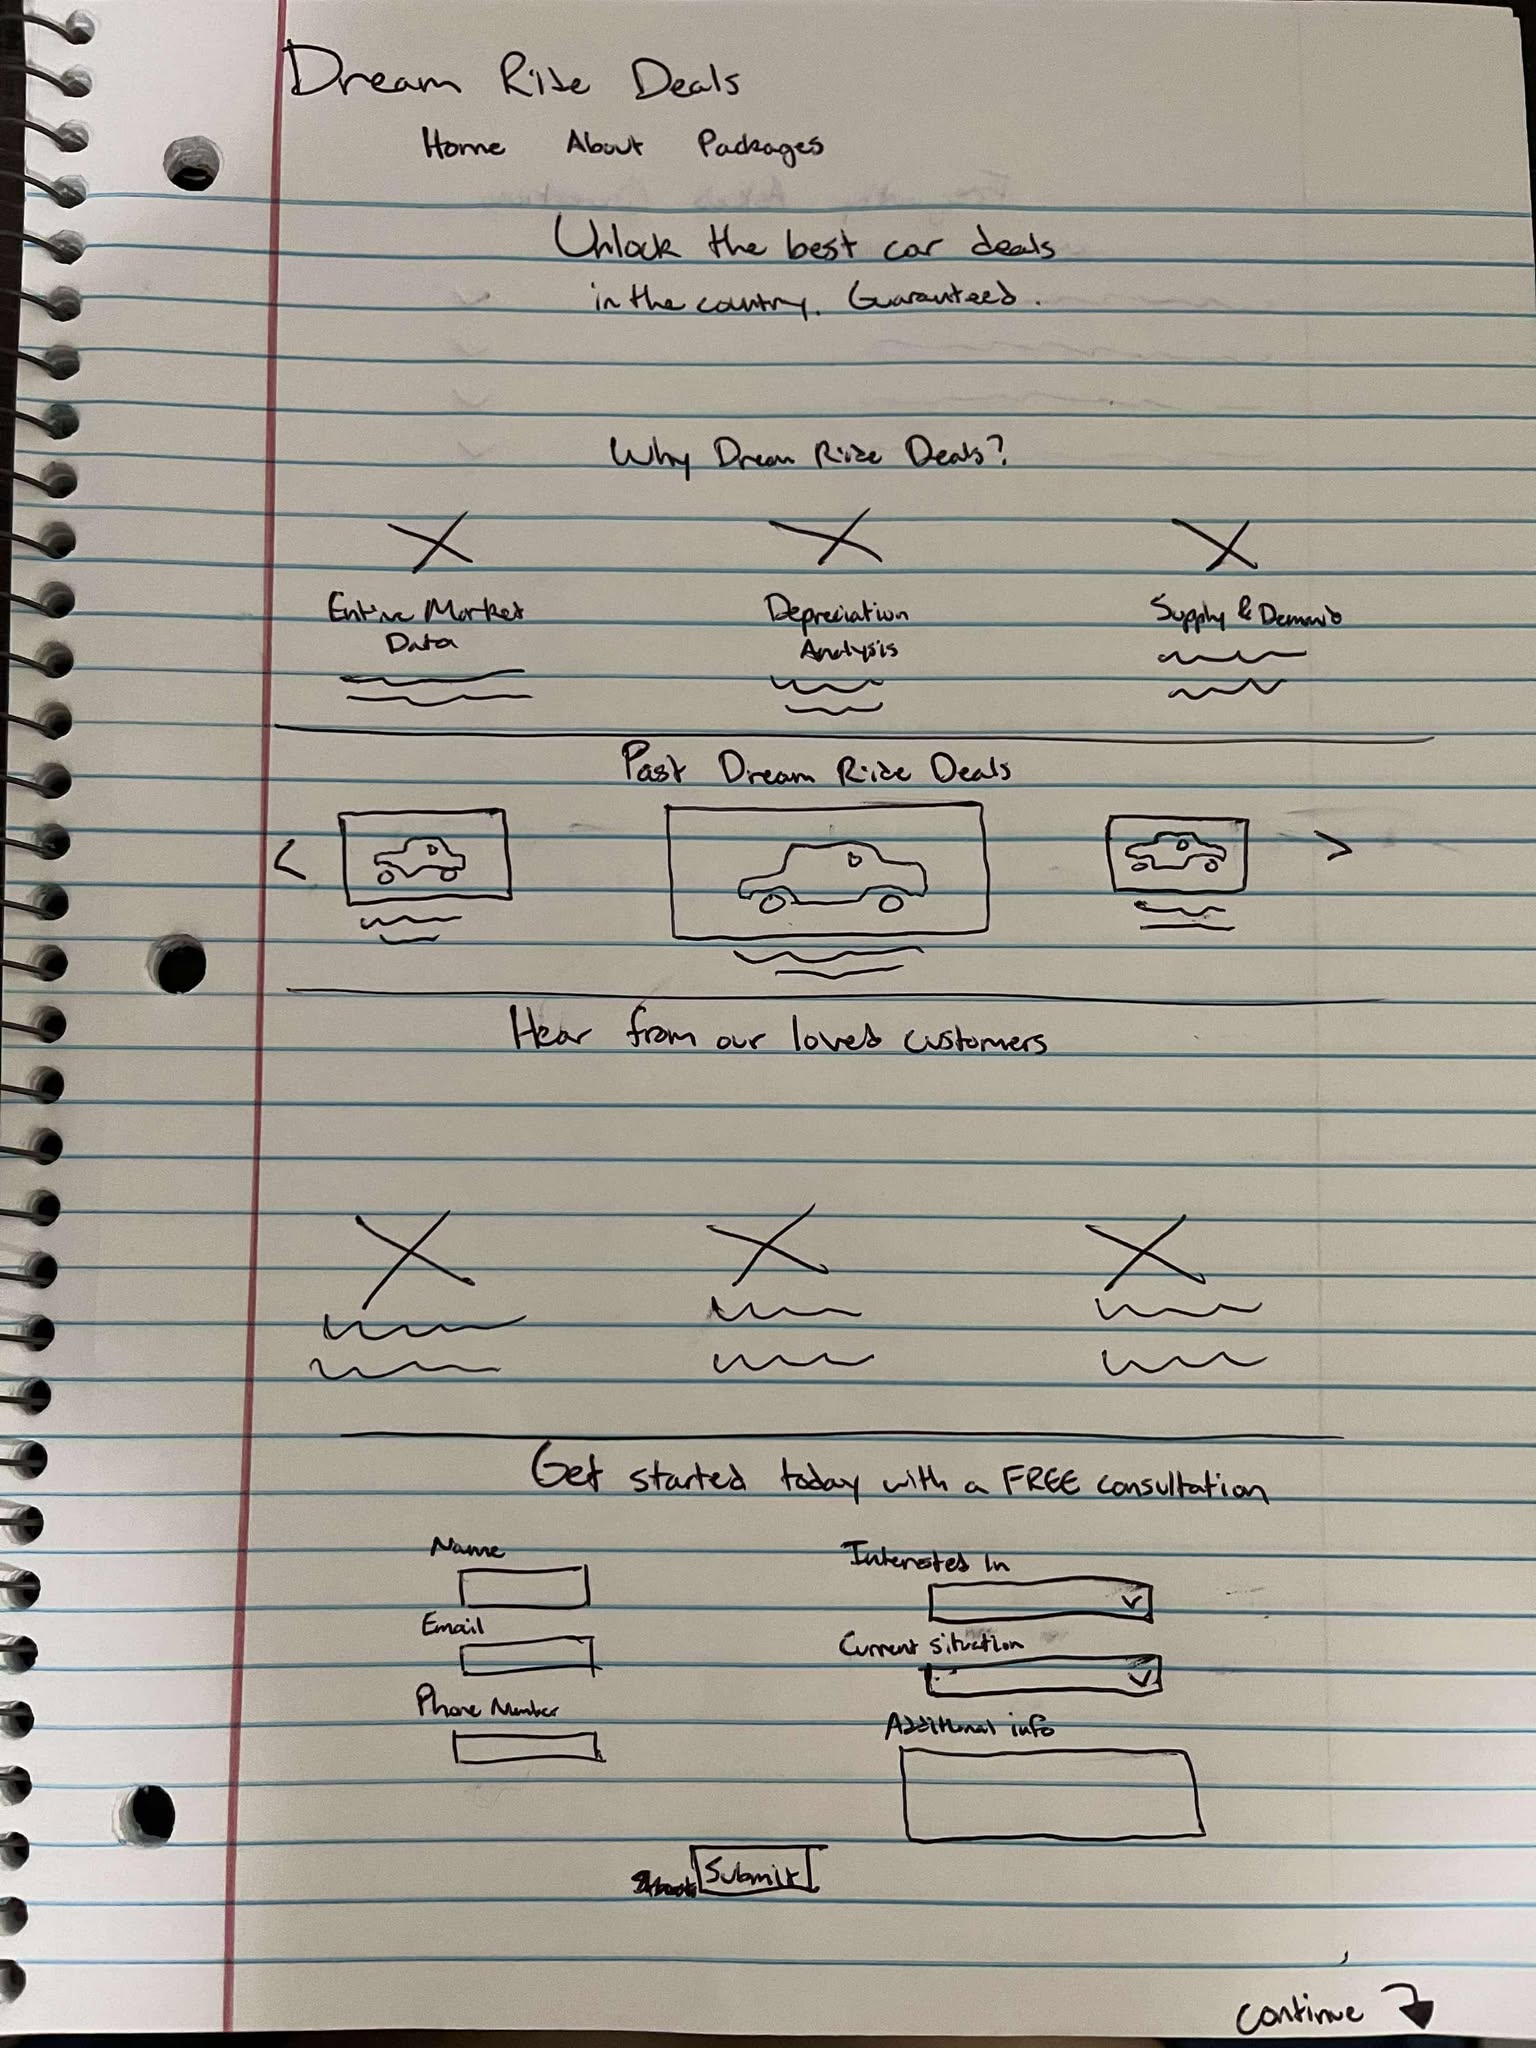 Dream Ride Deals
Home About Packages
Unlock the best car deals
in the country. Guaranteed.
Why Dream Ride Deals?
Entire Market
Data
Depreciation
Analysis
Supply & Demand
Past Dream Ride Deals
< >
Hear from our loved customers
Get started today with a FREE consultation
Name
Email
Phone Number
Interested In
Current situation
Additional info
Submit
continue